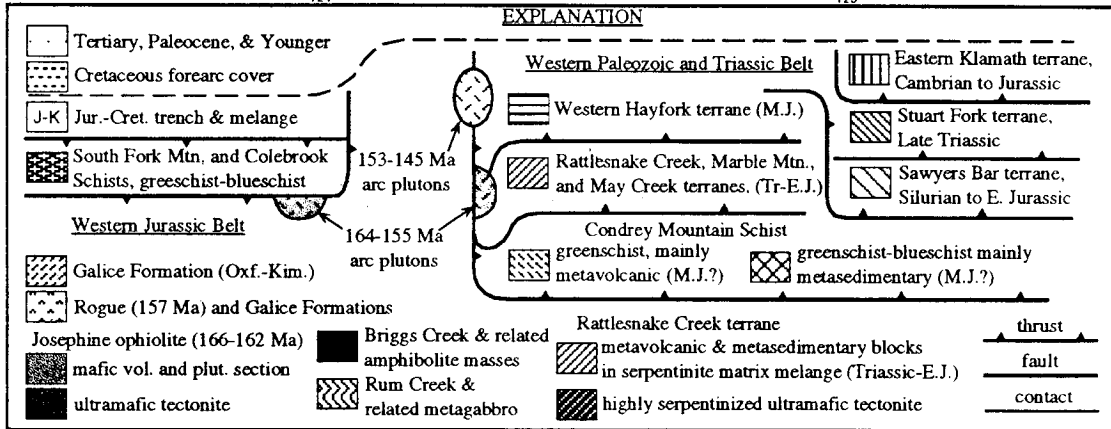 EXPLANATION
Tertiary, Paleocene, & Younger
Cretaceous forearc cover
J-K Jur.-Cret. trench & melange
South Fork Mtn, and Colebrook
Schists, greeschist-blueschist
Western Jurassic Belt
Galice Formation (Oxf.-Kim.)
Rogue (157 Ma) and Galice Formations
Josephine ophiolite (166-162 Ma)
mafic vol. and plut. section
ultramafic tectonite
153-145 Ma
arc plutons
164-155 Ma
arc plutons
Briggs Creek & related
amphibolite masses
Rum Creek &
related metagabbro
Western Paleozoic and Triassic Belt
Western Hayfork terrane (M.J.)
Rattlesnake Creek, Marble Mtn.,
and May Creek terranes. (Tr-E.J.)
Condrey Mountain Schist
greenschist, mainly
metavolcanic (M.J.?)
greenschist-blueschist mainly
metasedimentary (M.J.?)
Rattlesnake Creek terrane
metavolcanic & metasedimentary blocks
in serpentinite matrix melange (Triassic-E.J.)
highly serpentinized ultramafic tectonite
Eastern Klamath terrane,
Cambrian to Jurassic
Stuart Fork terrane,
Late Triassic
Sawyers Bar terrane,
Silurian to E. Jurassic
thrust
fault
contact